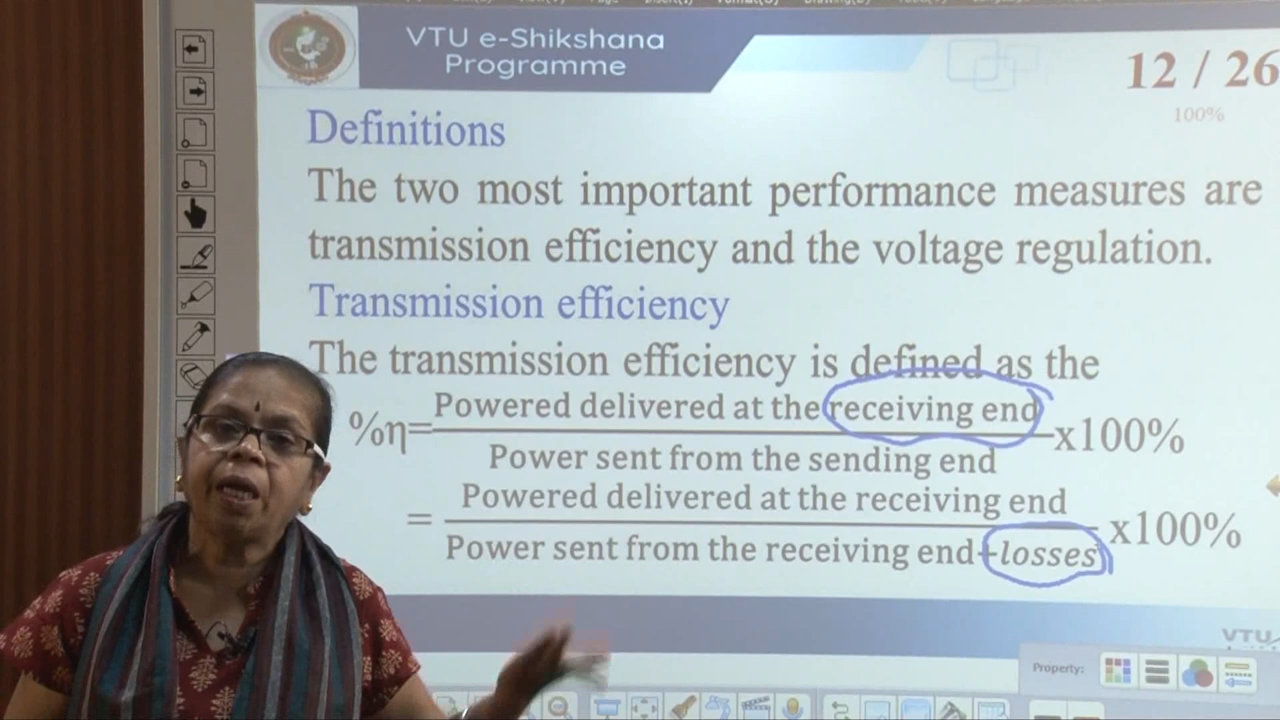 VTU e-Shikshana
Programme
12 / 26
100%
Definitions
The two most important performance measures are
transmission efficiency and the voltage regulation.
Transmission efficiency
The transmission efficiency is defined as the
%η=Powered delivered at the receiving end/Power sent from the sending end x100%
=Powered delivered at the receiving end/Power sent from the receiving end+losses x100%
VTU
Property: